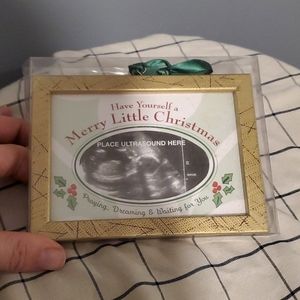 Have Yourself a
Merry Little Christmas
PLACE ULTRASOUND HERE
Praying, Dreaming & Waiting for You